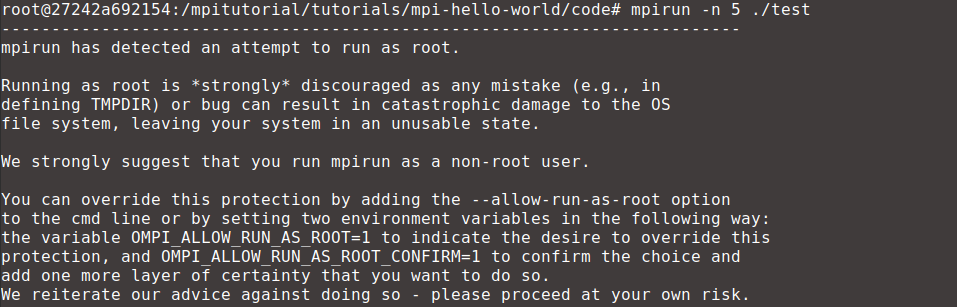 root@27242a692154:/mpitutorial/tutorials/mpi-hello-world/code# mpirun -n 5 ./test
--------------------------------------------------------------------------
mpirun has detected an attempt to run as root.
Running as root is *strongly* discouraged as any mistake (e.g., in
defining TMPDIR) or bug can result in catastrophic damage to the OS
file system, leaving your system in an unusable state.
We strongly suggest that you run mpirun as a non-root user.
You can override this protection by adding the --allow-run-as-root option
to the cmd line or by setting two environment variables in the following way:
the variable OMPI_ALLOW_RUN_AS_ROOT=1 to indicate the desire to override this
protection, and OMPI_ALLOW_RUN_AS_ROOT_CONFIRM=1 to confirm the choice and
add one more layer of certainty that you want to do so.
We reiterate our advice against doing so - please proceed at your own risk.